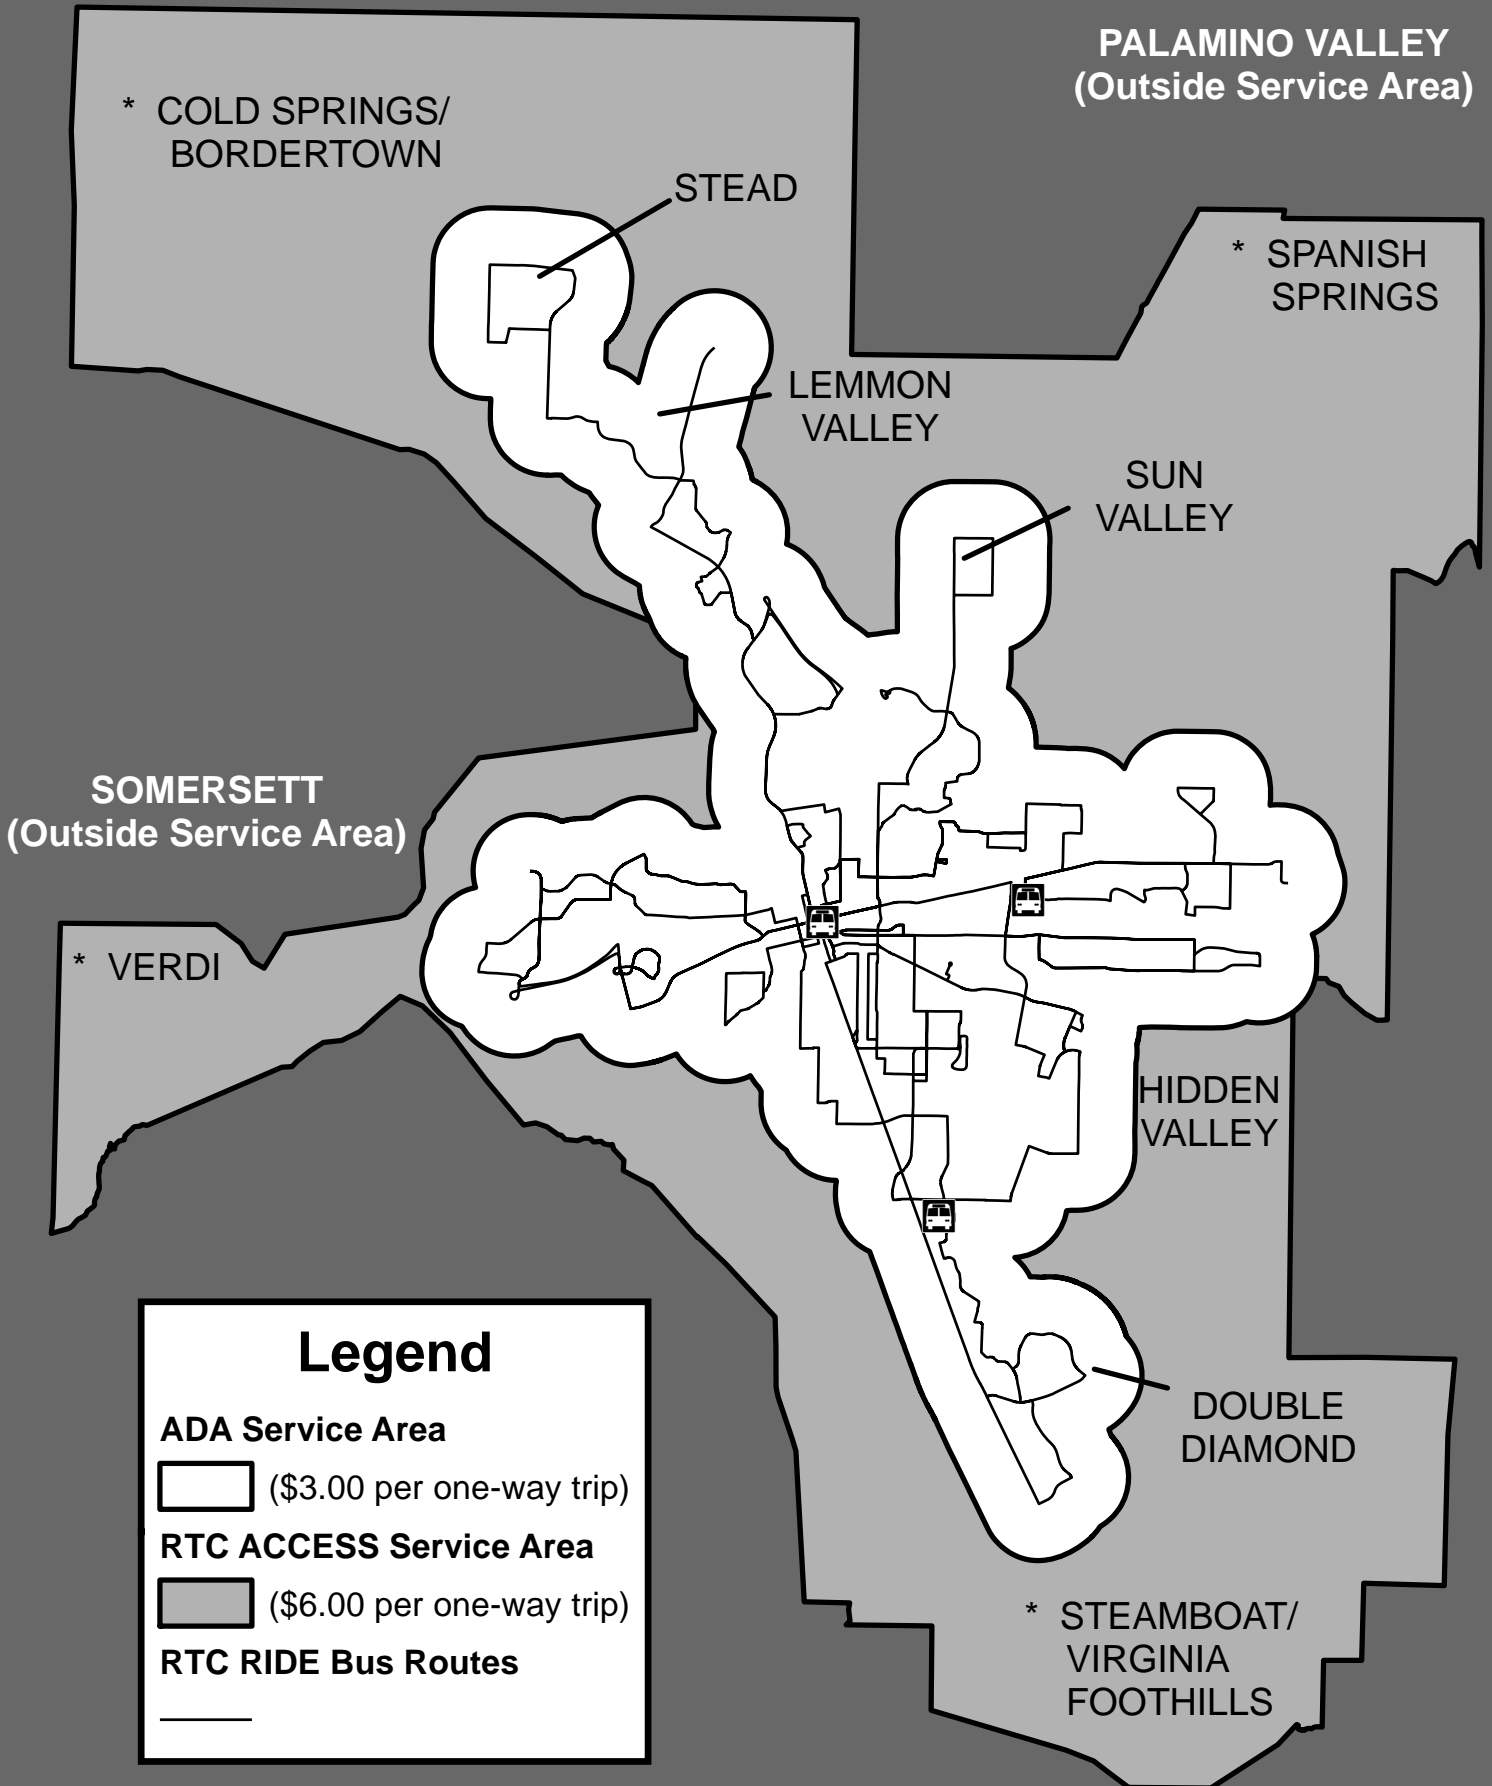 PALAMINO VALLEY
(Outside Service Area)
* COLD SPRINGS/
BORDERTOWN
STEAD
* SPANISH
SPRINGS
LEMMON
VALLEY
SUN
VALLEY
SOMERSETT
(Outside Service Area)
* VERDI
HIDDEN
VALLEY
DOUBLE
DIAMOND
* STEAMBOAT/
VIRGINIA
FOOTHILLS
Legend
ADA Service Area
($3.00 per one-way trip)
RTC ACCESS Service Area
($6.00 per one-way trip)
RTC RIDE Bus Routes